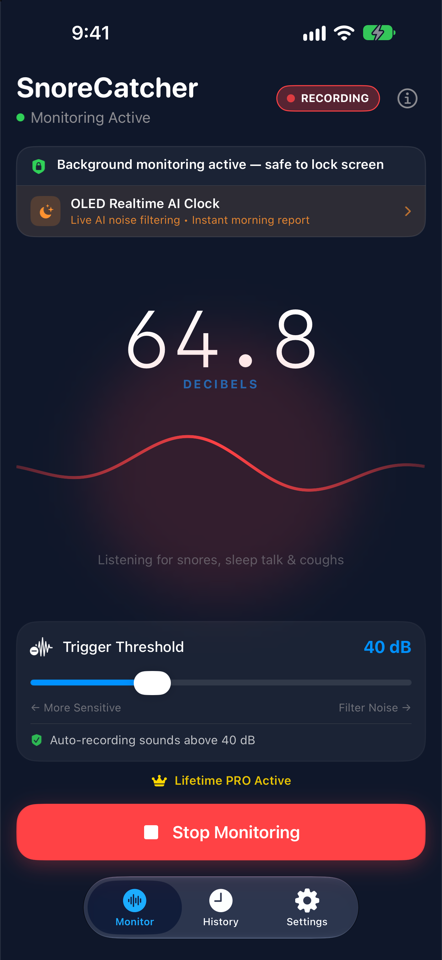 9:41
SnoreCatcher
Monitoring Active
RECORDING
Background monitoring active — safe to lock screen
OLED Realtime AI Clock
Live AI noise filtering • Instant morning report
64.8
DECIBELS
Listening for snores, sleep talk & coughs
Trigger Threshold
40 dB
← More Sensitive
Filter Noise →
Auto-recording sounds above 40 dB
Lifetime PRO Active
Stop Monitoring
Monitor
History
Settings